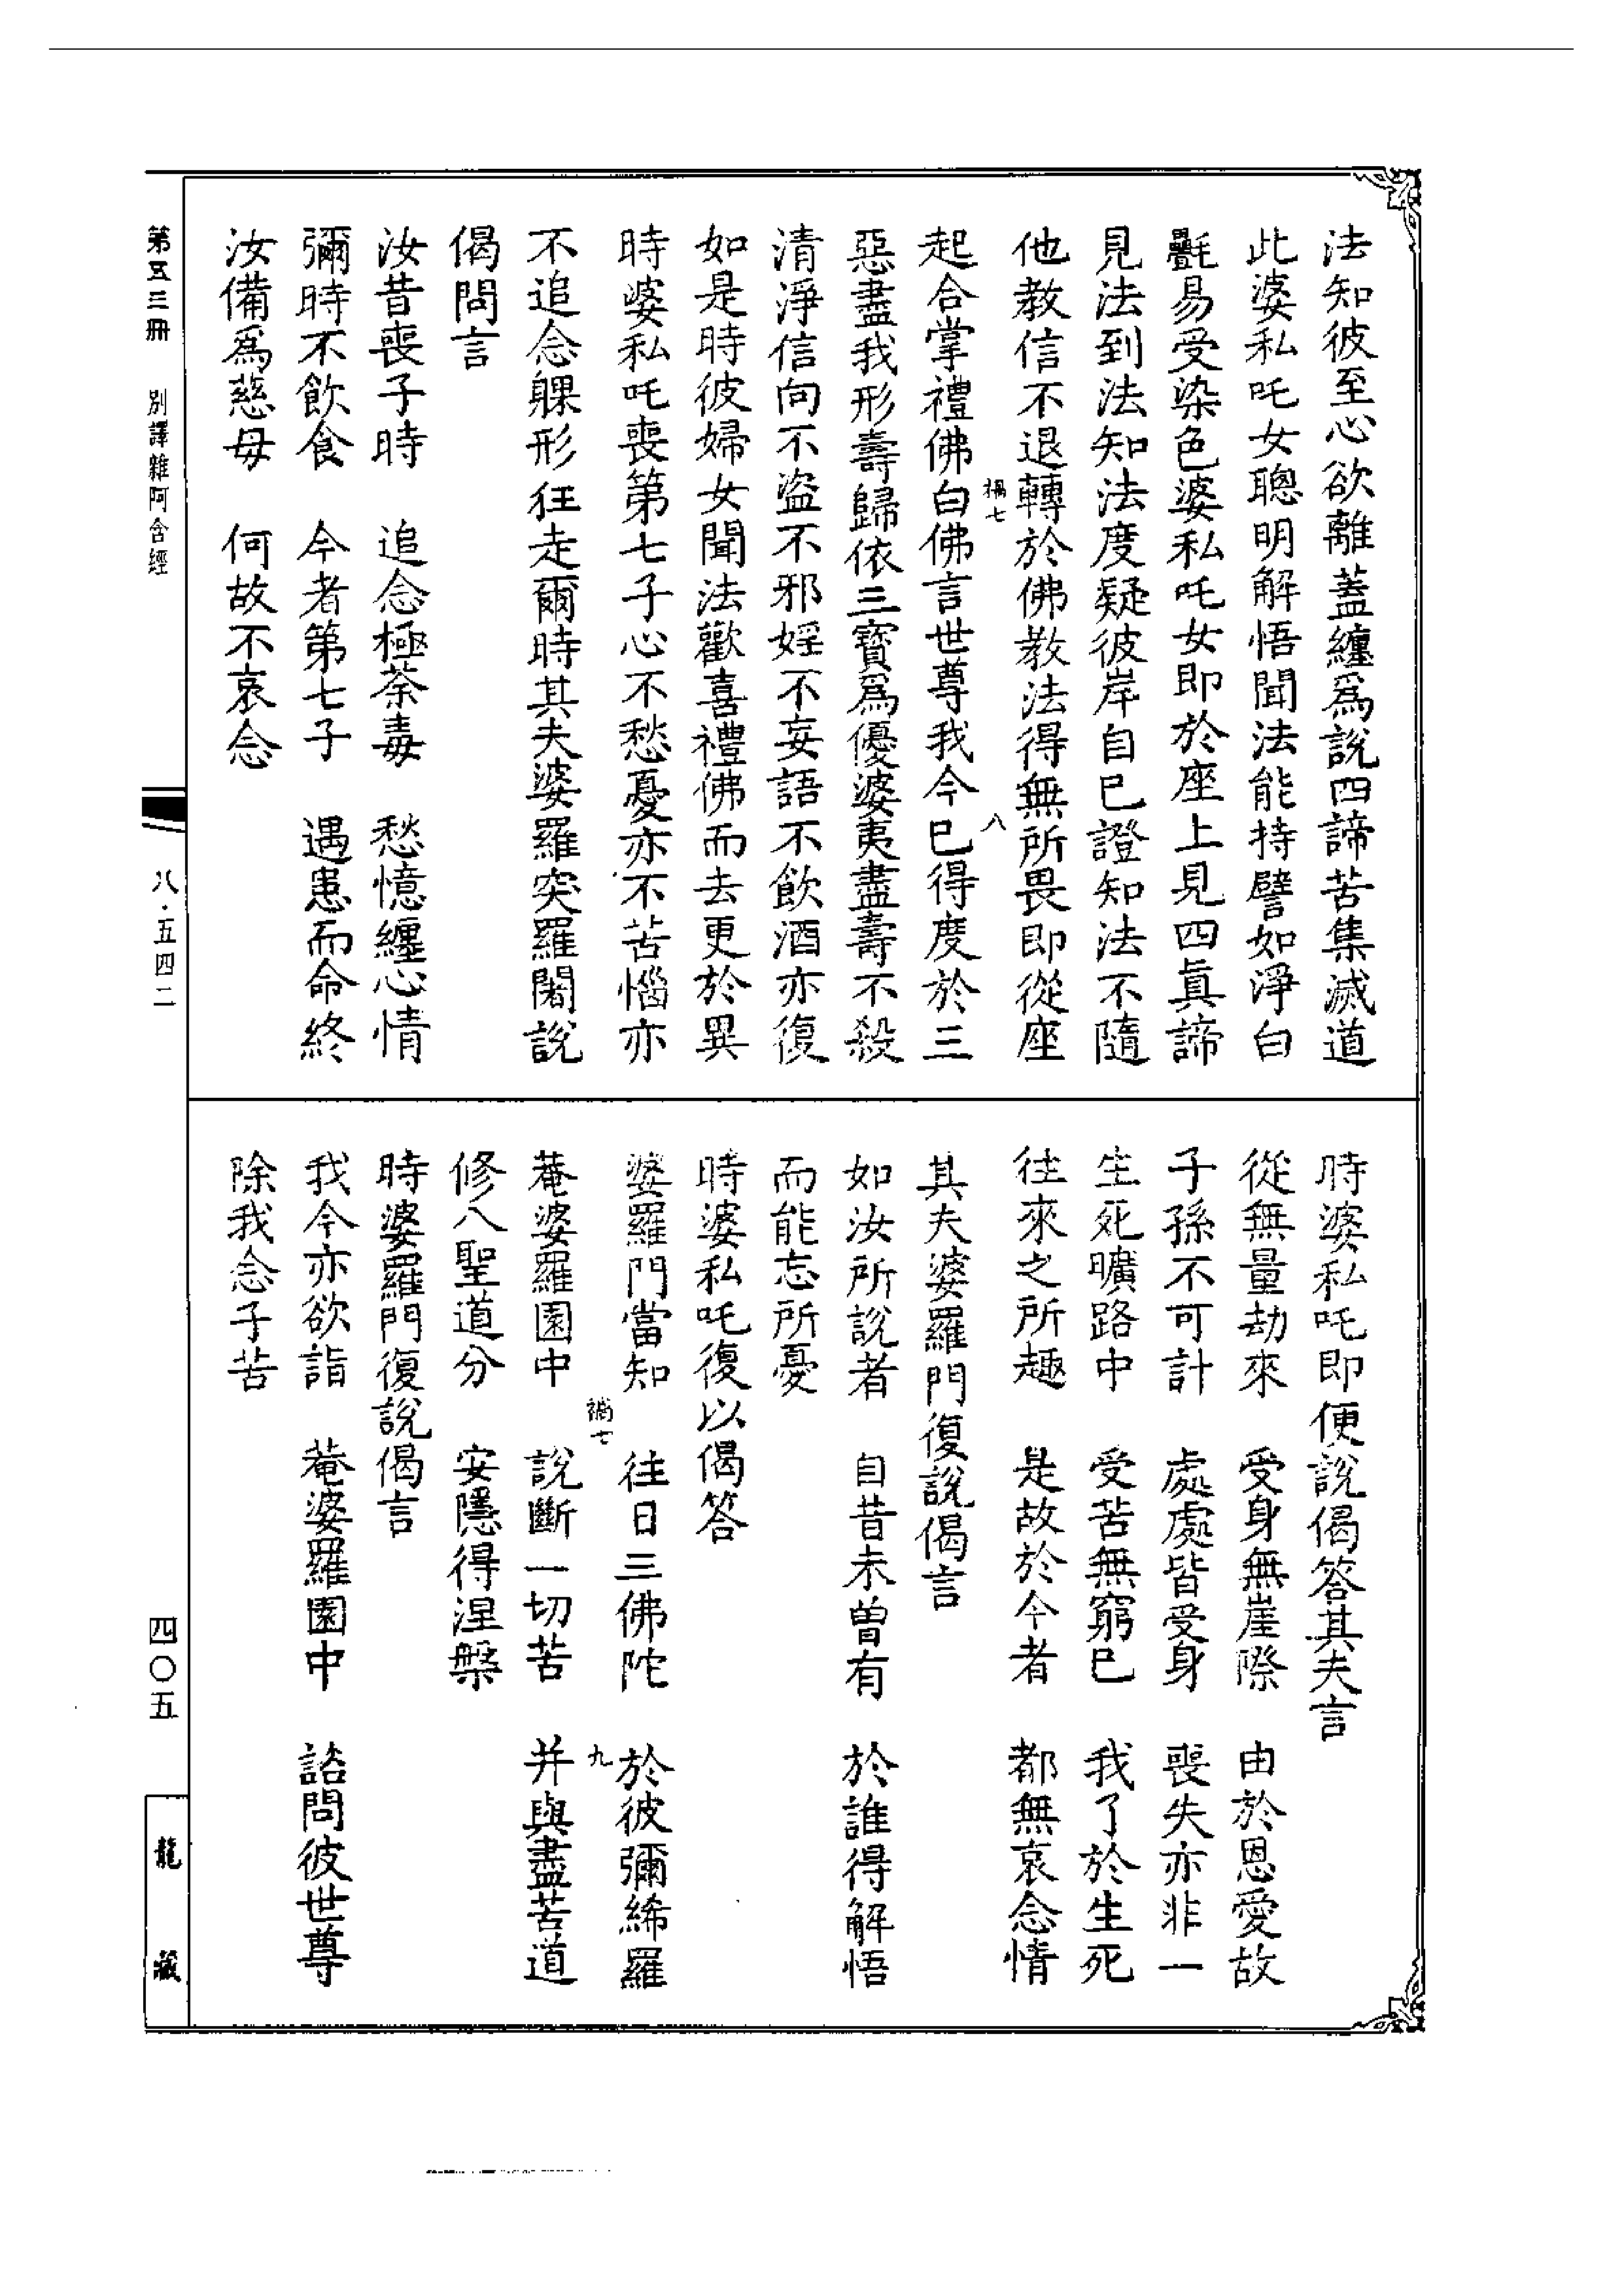 法知彼至心欲離蓋纏爲說四諦苦集滅道
此婆私吒女聰明解悟聞法能持譬如淨白
氎易受染色婆私吒女即於座上見四眞諦
見法到法知法度疑彼岸自已證知法不隨
他教信不退轉於佛教法得無所畏即從座
禍七 八
起合掌禮佛白佛言世尊我今已得度於三
惡盡我形壽歸依三寶爲優婆夷盡壽不殺
清淨信向不盜不邪婬不妄語不飲酒亦復
如是時彼婦女聞法歡喜禮佛而去更於異
時婆私吒喪第七子心不愁憂亦不苦惱亦
不追念躶形狂走爾時其夫婆羅突羅闍說
偈問言
汝昔喪子時 追念極荼毒 愁憶纏心情
彌時不飲食 今者第七子 遇患而命終
汝備爲慈母 何故不哀念
時婆私吒即便說偈答其夫言
從無量劫來 受身無崖際 由於恩愛故
子孫不可計 處處皆受身 喪失亦非一
生死曠路中 受苦無窮已 我了於生死
往來之所趣 是故於今者 都無哀念情
其夫婆羅門復說偈言
如汝所說者 自昔未曾有 於誰得解悟
而能忘所憂
時婆私吒復以偈答
婆羅門當知 往日三佛陀 於彼彌絺羅
禍七 九
菴婆羅園中 說斷一切苦 并與盡苦道
修八聖道分 安隱得涅槃
時婆羅門復說偈言
我今亦欲詣 菴婆羅園中 諮問彼世尊
除我念子苦
第五三冊 別譯雜阿含經 八·五四二 四〇五 龍藏